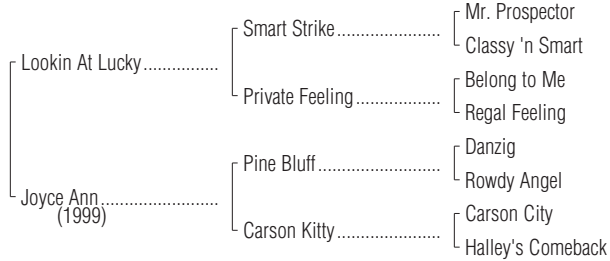 Mr. Prospector
Smart Strike
Classy 'n Smart
Lookin At Lucky
Belong to Me
Private Feeling
Regal Feeling
Danzig
Pine Bluff
Rowdy Angel
Joyce Ann
(1999)
Carson City
Carson Kitty
Halley's Comeback